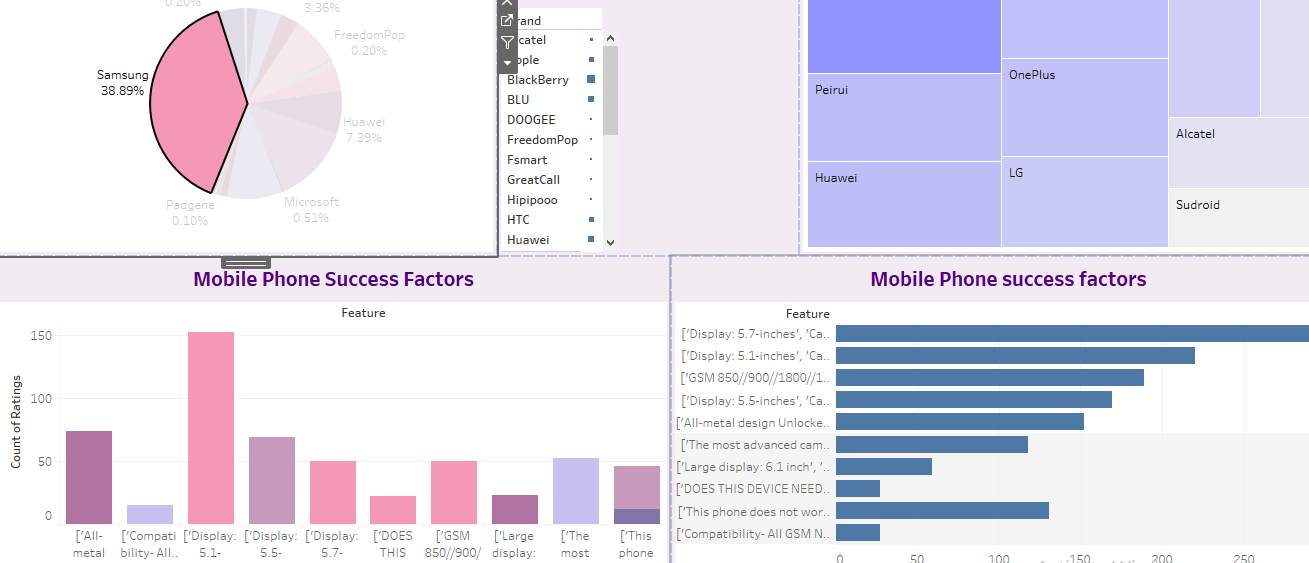 0.20%
3.36%
FreedomPop
0.20%
Samsung
38.89%
Huawei
7.39%
Padgene
0.10%
Microsoft
0.51%
rand
catel
pple
BlackBerry
BLU
DOOGEE
FreedomPop
Fsmart
GreatCall
Hipipooo
HTC
Huawei
Peirui
Huawei
OnePlus
LG
Alcatel
Sudroid
Mobile Phone Success Factors
Feature
Count of Ratings
150
100
50
0
['All-
metal
['Compati
bility- All..
['Display:
5.1-
['Display:
5.5-
['Display:
5.7-
['DOES
THIS
['GSM
850//900/
['Large
display:
['The
most
['This
phone
Mobile Phone success factors
Feature
['Display: 5.7-inches', 'Ca..
['Display: 5.1-inches', 'Ca..
['GSM 850//900//1800//1..
['Display: 5.5-inches', 'Ca..
['All-metal design Unlocke..
['The most advanced cam..
['Large display: 6.1 inch', '..
['DOES THIS DEVICE NEED..
['This phone does not wor..
['Compatibility- All GSM N..
0 50 100 150 200 250